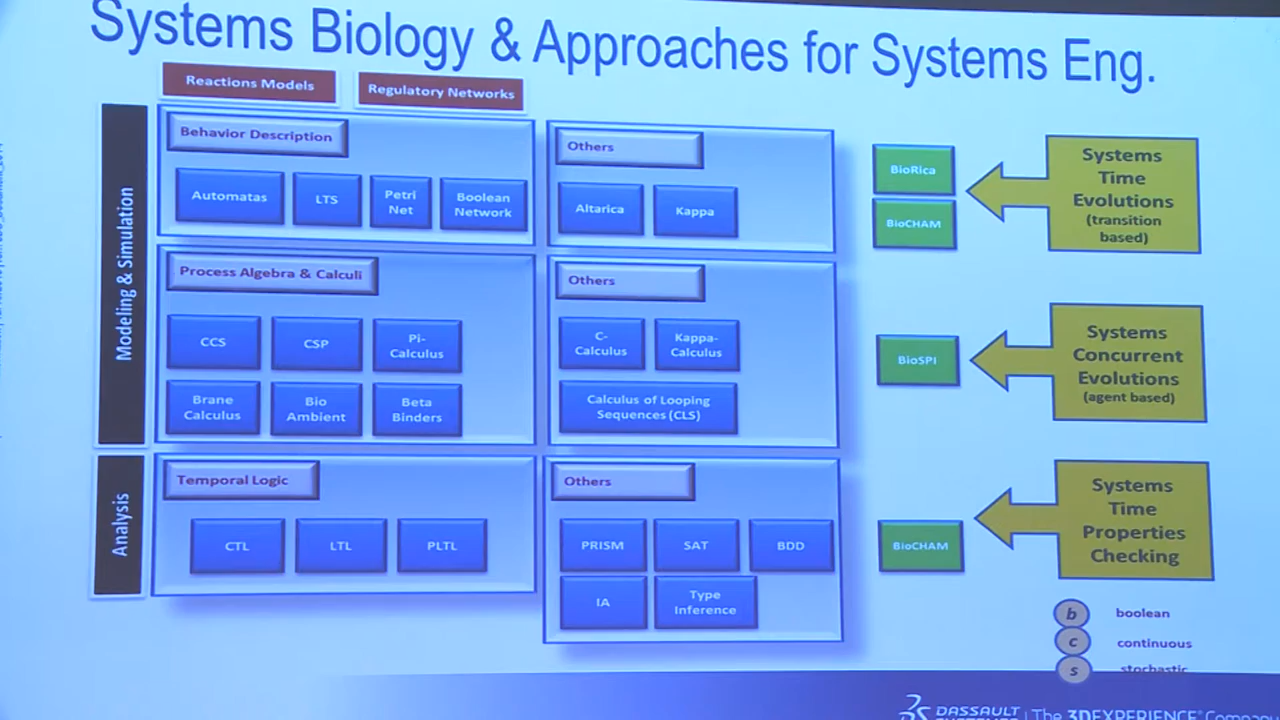 Systems Biology & Approaches for Systems Eng.
Reactions Models
Regulatory Networks
Modeling & Simulation
Behavior Description
Automatas
LTS
Petri
Net
Boolean
Network
Others
Altarica
Kappa
BioRica
BioCHAM
Systems
Time
Evolutions
(transition
based)
Process Algebra & Calculi
CCS
CSP
Pi-
Calculus
Brane
Calculus
Bio
Ambient
Beta
Binders
Others
C-
Calculus
Kappa-
Calculus
Calculus of Looping
Sequences (CLS)
BioSPI
Systems
Concurrent
Evolutions
(agent based)
Analysis
Temporal Logic
CTL
LTL
PLTL
Others
PRISM
SAT
BDD
IA
Type
Inference
BioCHAM
Systems
Time
Properties
Checking
b boolean
c continuous
s stochastic
DASSAULT
SYSTEMES | The 3DEXPERIENCE® Company